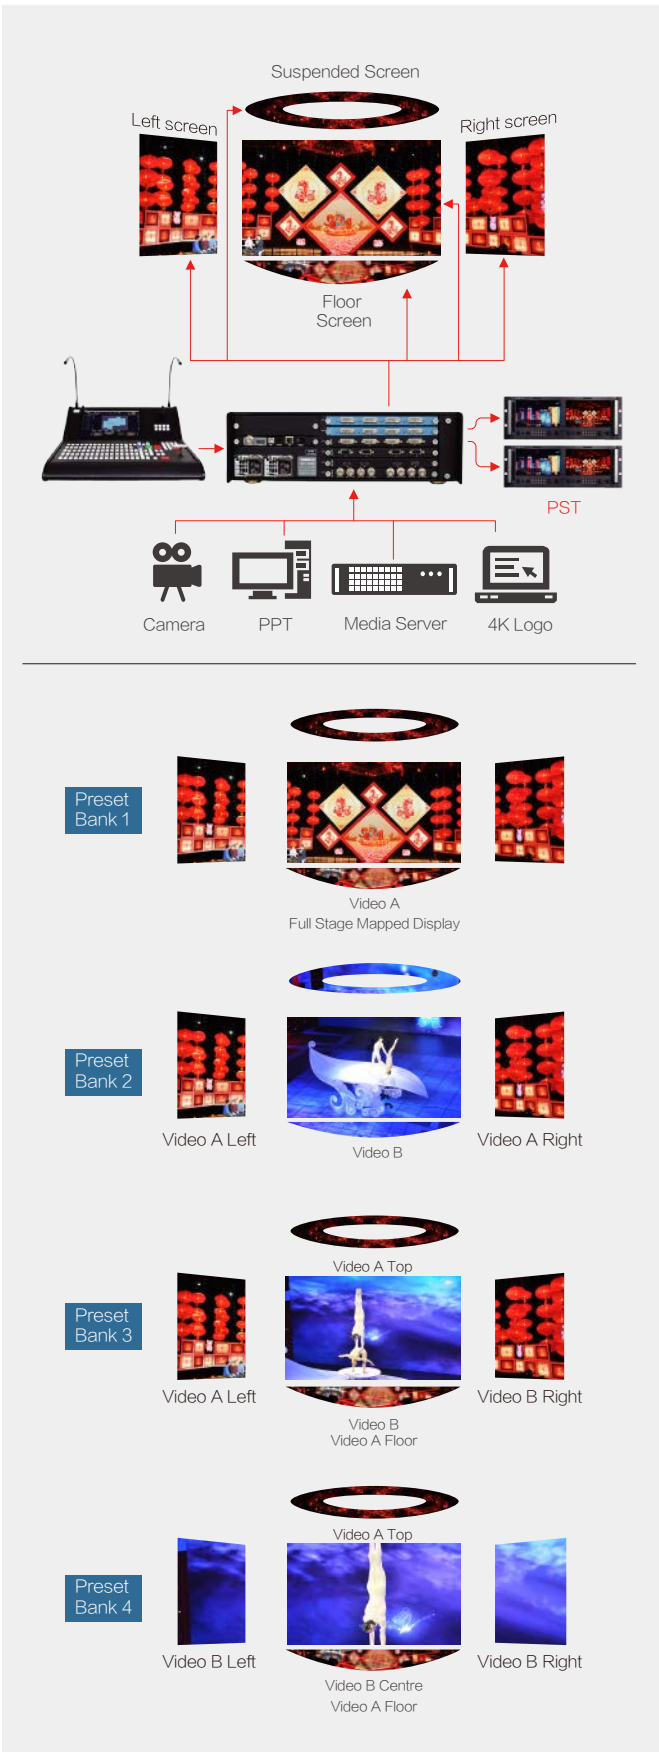 Suspended Screen
Left screen
Right screen
Floor
Screen
PST
Camera
PPT
Media Server
4K Logo
Preset
Bank 1
Video A
Full Stage Mapped Display
Preset
Bank 2
Video A Left
Video A Right
Video B
Video A Top
Preset
Bank 3
Video A Left
Video B Right
Video B
Video A Floor
Video A Top
Preset
Bank 4
Video B Left
Video B Right
Video B Centre
Video A Floor